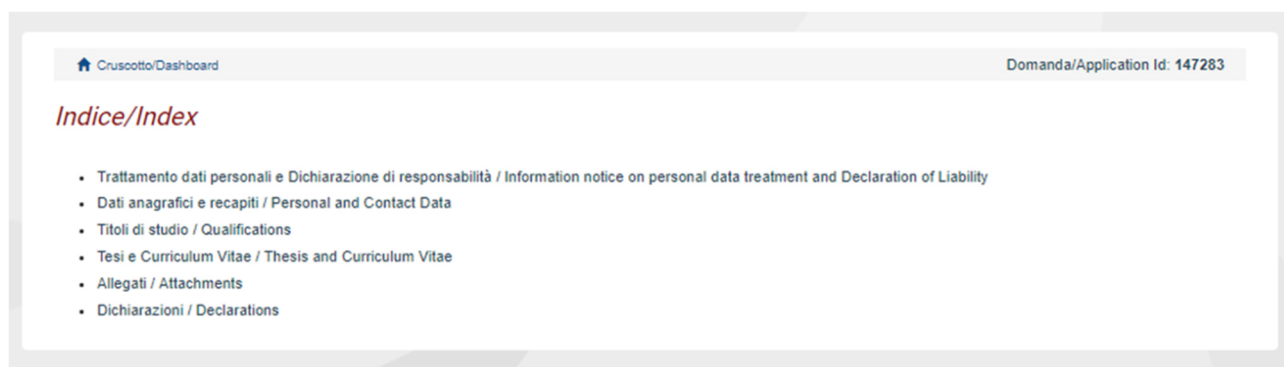 Cruscotto/Dashboard
Domanda/Application Id: 147283
Indice/Index
Trattamento dati personali e Dichiarazione di responsabilità / Information notice on personal data treatment and Declaration of Liability
Dati anagrafici e recapiti / Personal and Contact Data
Titoli di studio / Qualifications
Tesi e Curriculum Vitae / Thesis and Curriculum Vitae
Allegati / Attachments
Dichiarazioni / Declarations